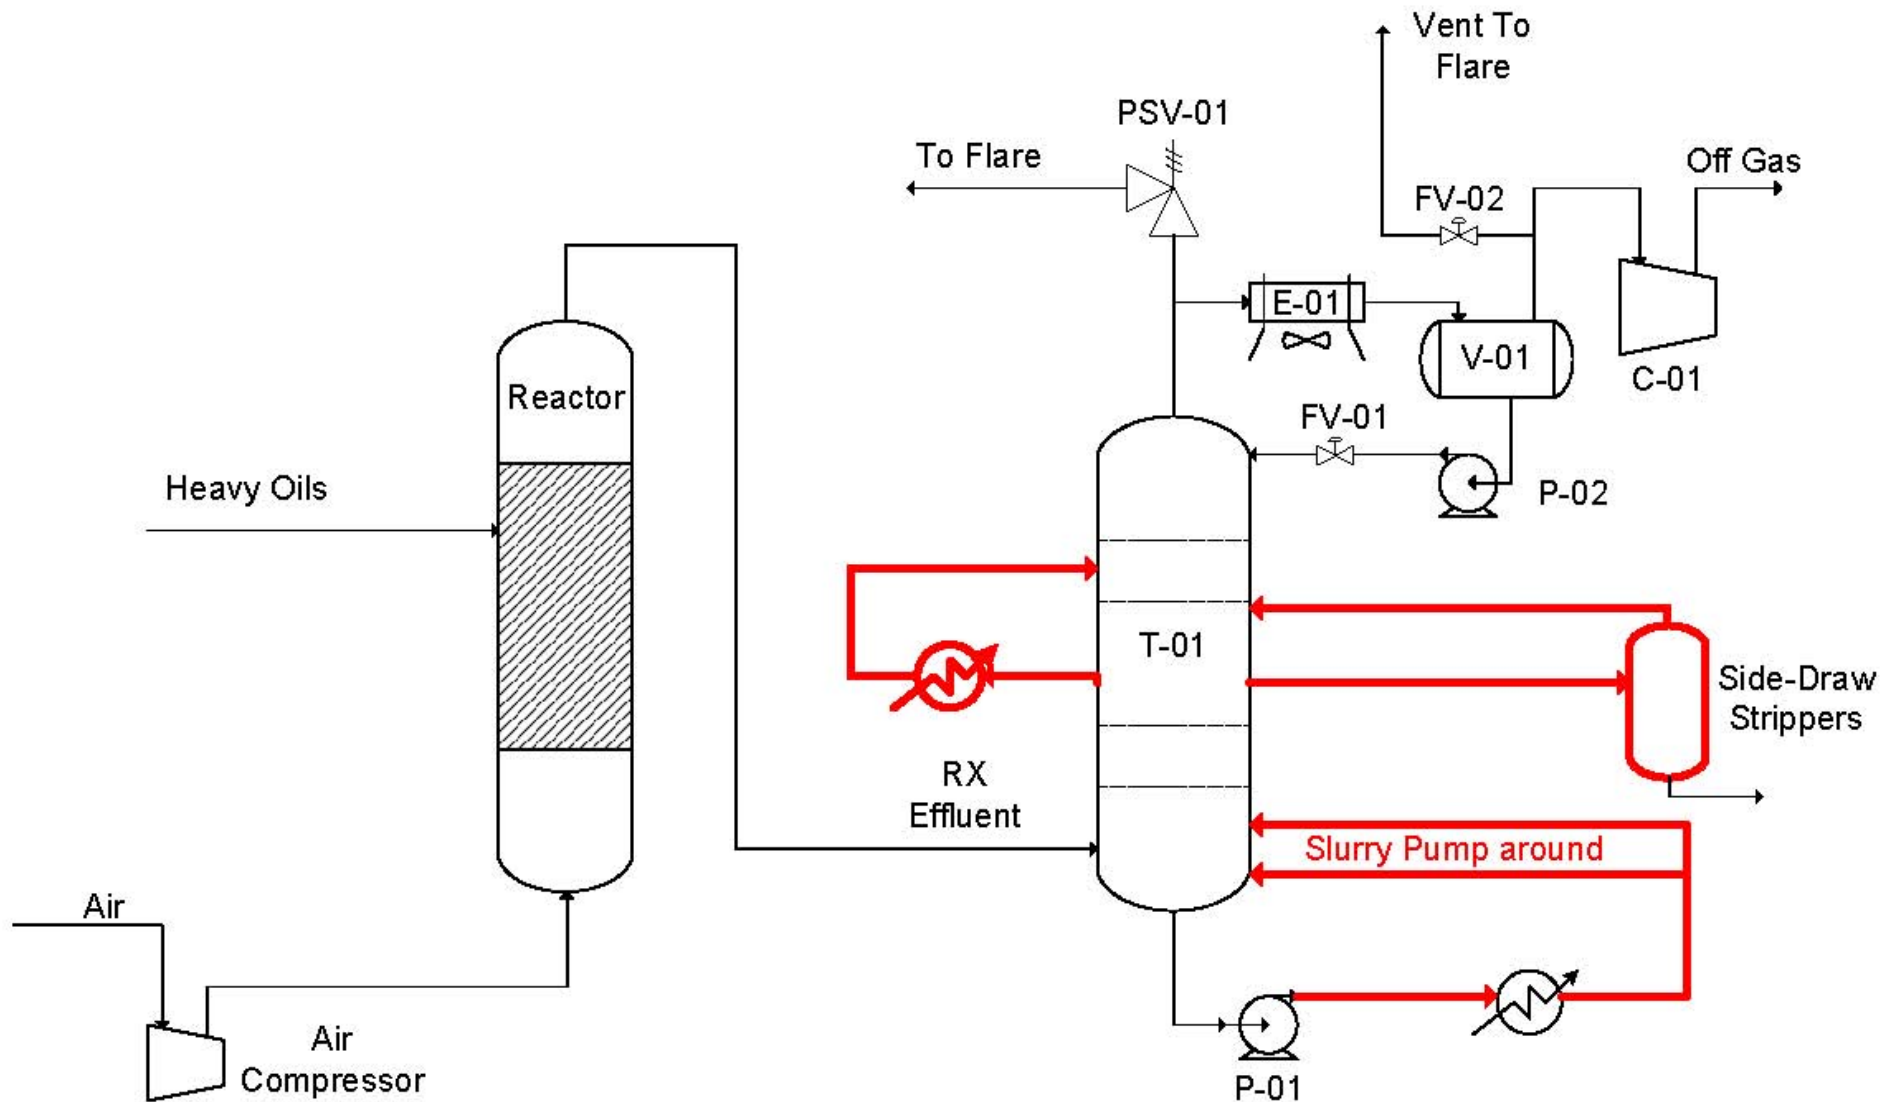 Vent To
Flare
PSV-01
To Flare
Off Gas
FV-02
E-01
V-01
C-01
Reactor
FV-01
Heavy Oils
P-02
T-01
Side-Draw
Strippers
RX
Effluent
Slurry Pump around
Air
Air
Compressor
P-01